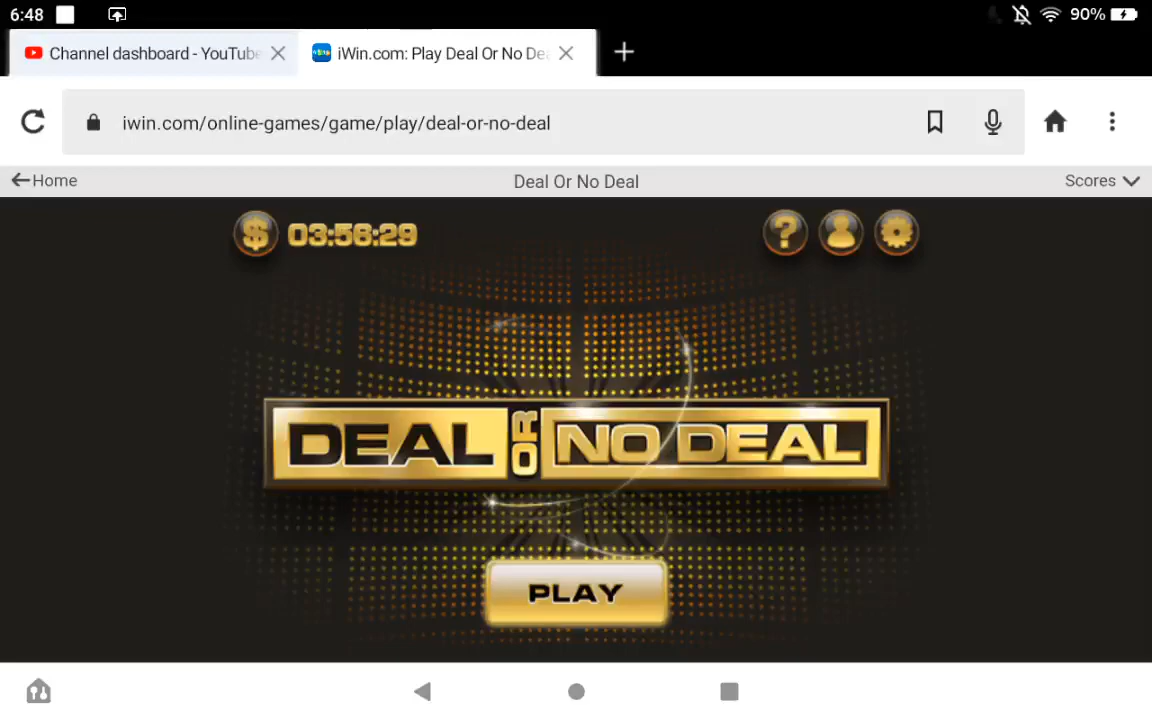 6:48
90%
Channel dashboard - YouTube
iWin.com: Play Deal Or No De
iwin.com/online-games/game/play/deal-or-no-deal
Home
Deal Or No Deal
Scores
$ 03:56:29
?
DEAL OR NO DEAL
PLAY